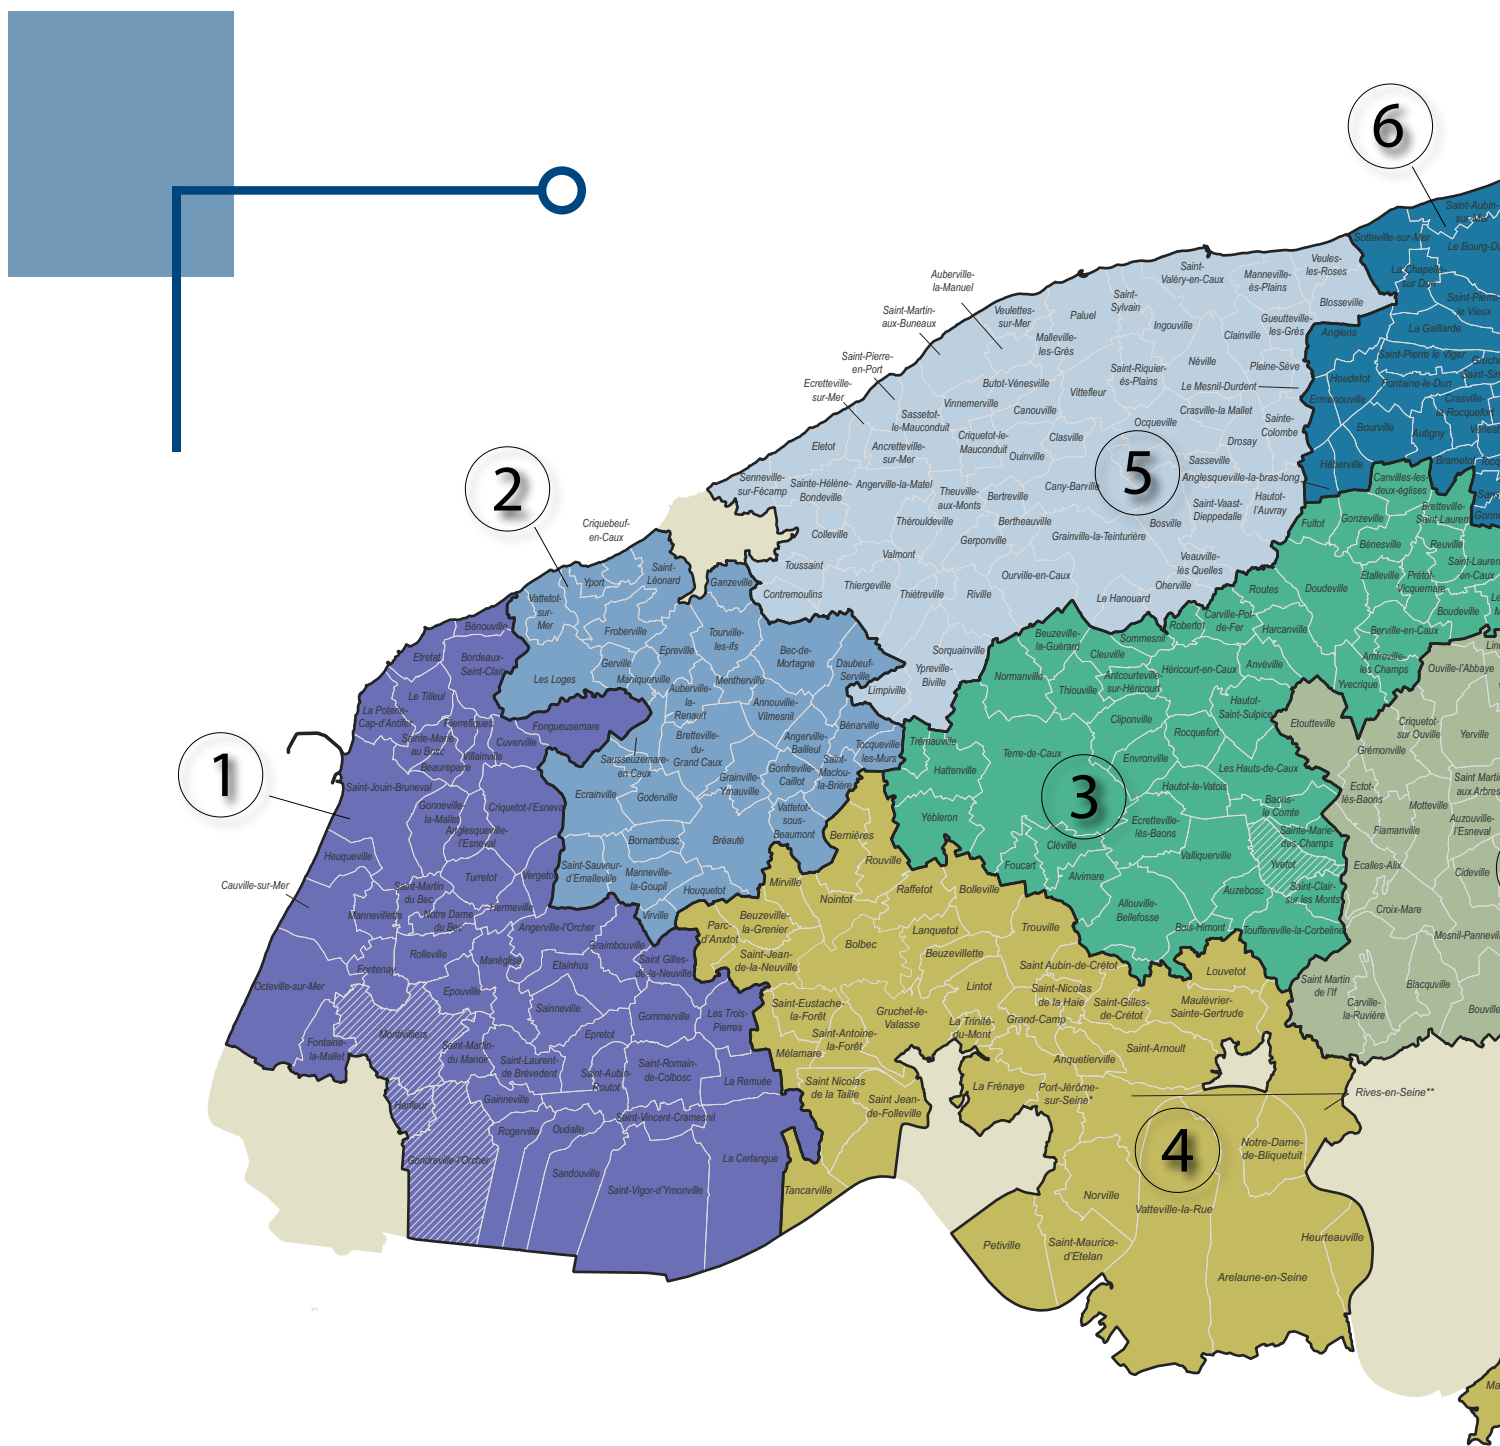 6
Saint-Aubin-
sur-Mer
Sotteville-sur-Mer
Le Bourg-Du
La Chapelle-
sur Dun
Saint-Pierre
le Vieux
La Gaillarde
Angiens
Saint-Pierre le Viger
Houdetot
Fontaine-le-Dun
Ermenouville
Crasville-
la Rocquefort
Bourville
Autigny
Héberville
Veules-
les-Roses
Saint-
Valéry-en-Caux
Manneville-
ès-Plains
Blosseville
Auberville-
la-Manuel
Saint-
Sylvain
Veulettes-
sur-Mer
Paluel
Ingouville
Gueutteville-
les-Grès
Clainville
Saint-Martin-
aux-Buneaux
Malleville-
les-Grès
Saint-Pierre-
en-Port
Néville
Pleine-Sève
Saint-Riquier-
ès-Plains
Ecretteville-
sur-Mer
Butot-Vénesville
Vittefleur
Le Mesnil-Durdent
Vinnemerville
Canouville
Crasville-la Mallet
Sassetot-
le-Mauconduit
Sainte-
Colombe
Ocqueville
Criquetot-le-
Mauconduit
Clasville
Drosay
Eletot
Ancretteville-
sur-Mer
Ouinville
5
Sasseville
Senneville-
sur-Fécamp
Sainte-Hélène-
Bondeville
Angerville-la-Matel
Theuville-
aux-Monts
Bertreville
Cany-Barville
Anglesqueville-la-bras-long
Saint-Vaast-
Dieppedalle
Hautot-
l'Auvray
Thérouldeville
Bertheauville
Bosville
Colleville
Gerponville
Grainville-la-Teinturière
Valmont
Veauville-
lès Quelles
Toussaint
Thiergeville
Ourville-en-Caux
Oherville
Contremoulins
Thiétreville
Riville
Le Hanouard
Sorquainville
Ypreville-
Biville
Limpiville
2
Criquebeuf-
en-Caux
Yport
Saint-
Léonard
Ganzeville
Vattetot-
sur-
Mer
Froberville
Tourville-
les-ifs
Epreville
Bec-de-
Mortagne
Daubeuf-
Serville
Gerville
Maniquerville
Mentherville
Les Loges
Auberville-
la-
Renault
Annouville-
Vilmesnil
Bénarville
Bretteville-
du-
Grand Caux
Angerville-
Bailleul
Tocqueville-
les-Murs
Sausseuzemare-
en Caux
Gonfreville-
Caillot
Saint-
Maclou-
la-Brière
Ecrainville
Goderville
Grainville-
Ymauville
Vattetot-
sous-
Beaumont
Bornambusc
Bréauté
Saint-Sauveur-
d'Emalleville
Manneville-
la-Goupil
Houquetot
Virville
1
Bénouville
Etretat
Bordeaux-
Saint-Clair
Le Tilleul
La Poterie-
Cap-d'Antifer
Pierrefiques
Fongueusemare
Sainte-Marie-
au Bosc
Cuverville
Villainville
Beaurepaire
Saint-Jouin-Bruneval
Gonneville-
la-Mallet
Criquetot-l'Esneval
Anglesqueville-
l'Esneval
Heuqueville
Turretot
Vergetot
Cauville-sur-Mer
Saint-Martin
du Bec
Mannevillette
Notre Dame
du Bec
Hermeville
Angerville-l'Orcher
Graimbouville
Rolleville
Manéglise
Etainhus
Saint Gilles-
de-la-Neuville
Fontenay
Octeville-sur-Mer
Epouville
Sainneville
Gommerville
Les Trois-
Pierres
Montivilliers
Epretot
Fontaine-
la-Mallet
Saint-Martin-
du Manoir
Saint-Laurent-
de Brèvedent
Saint-Aubin-
Routot
Saint-Romain-
de-Colbosc
La Remuée
Harfleur
Gainneville
Rogerville
Oudalle
Saint-Vincent-Cramesnil
Gondreville-l'Orcher
Sandouville
La Cerlangue
Saint-Vigor-d'Ymonville
3
Canvilles-les-
deux-églises
Fultot
Gonzeville
Bénesville
Reuville
Routes
Doudeville
Etalleville
Prétot-
Vicquemare
Boudeville
Beuzeville-
la-Guérard
Sommesnil
Robertot
Carville-Pot-
de-Fer
Harcanville
Berville-en-Caux
Cleuville
Normanville
Thiouville
Antcourteville-
sur-Héricourt
Héricourt-en-Caux
Anvéville
Amfreville-
les Champs
Yvecrique
Hautot-
Saint-Sulpice
Cliponville
Rocquefort
Trémauville
Hattenville
Terre-de-Caux
Envronville
Les Hauts-de-Caux
Hautot-le-Vatois
Baons-
le Comte
Yébleron
Ecretteville-
lès-Baons
Sainte-Marie-
des-Champs
Cléville
Valliquerville
Yvetot
Foucart
Alvimare
Auzebosc
Saint-Clair-
sur les Monts
Allouville-
Bellefosse
Bois-Himont
Touffereville-la-Corbeline
Ouville-l'Abbaye
Etoutteville
Criquetot-
sur Ouville
Yerville
Grémonville
Ectot-
lès-Baons
Saint Martin
aux Arbres
Motteville
Auzouville-
l'Esneval
Flamanville
Ecalles-Alix
Cideville
Croix-Mare
Mesnil-Panneville
Saint Martin
de l'If
Blacquville
Carville-
la-Ruvière
Bouville
4
Bernières
Rouville
Mirville
Nointot
Raffetot
Bolleville
Parc-
d'Anxtot
Beuzeville-
la-Grenier
Bolbec
Lanquetot
Trouville
Saint-Jean-
de-la-Neuville
Beuzevillette
Saint Aubin-de-Crétot
Louvetot
Lintot
Saint-Nicolas
de la Haie
Saint-Gilles-
de-Crétot
Maulévrier-
Sainte-Gertrude
Saint-Eustache-
la-Forêt
Gruchet-le-
Valasse
La Trinité-
du-Mont
Grand-Camp
Saint-Antoine-
la-Forêt
Mélamare
Anquetierville
Saint-Arnoult
Saint Nicolas
de la Taille
La Frénaye
Port-Jérôme-
sur-Seine*
Rives-en-Seine**
Saint Jean-
de-Folleville
Notre-Dame-
de-Bliquetuit
Tancarville
Norville
Vatteville-la-Rue
Petiville
Saint-Maurice-
d'Etelan
Heurteauville
Arelaune-en-Seine
Ma